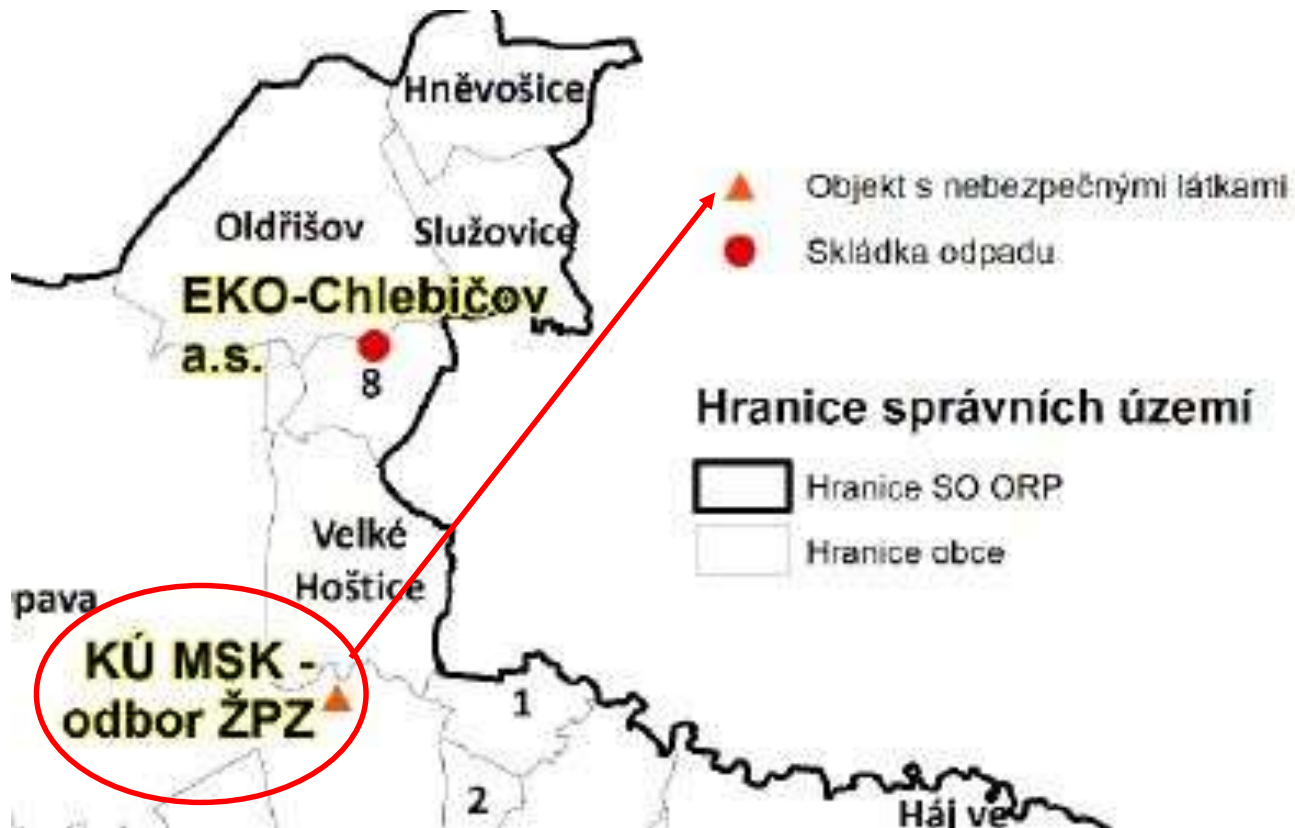 Hněvošice
Oldřišov
Služovice
EKO-Chlebičov
a.s.
8
Velké
Hoštice
pava
KÚ MSK -
odbor ŽPZ
1
2
Háj ve
Objekt s nebezpečnými látkami
Skládka odpadu
Hranice správních území
Hranice SO ORP
Hranice obce